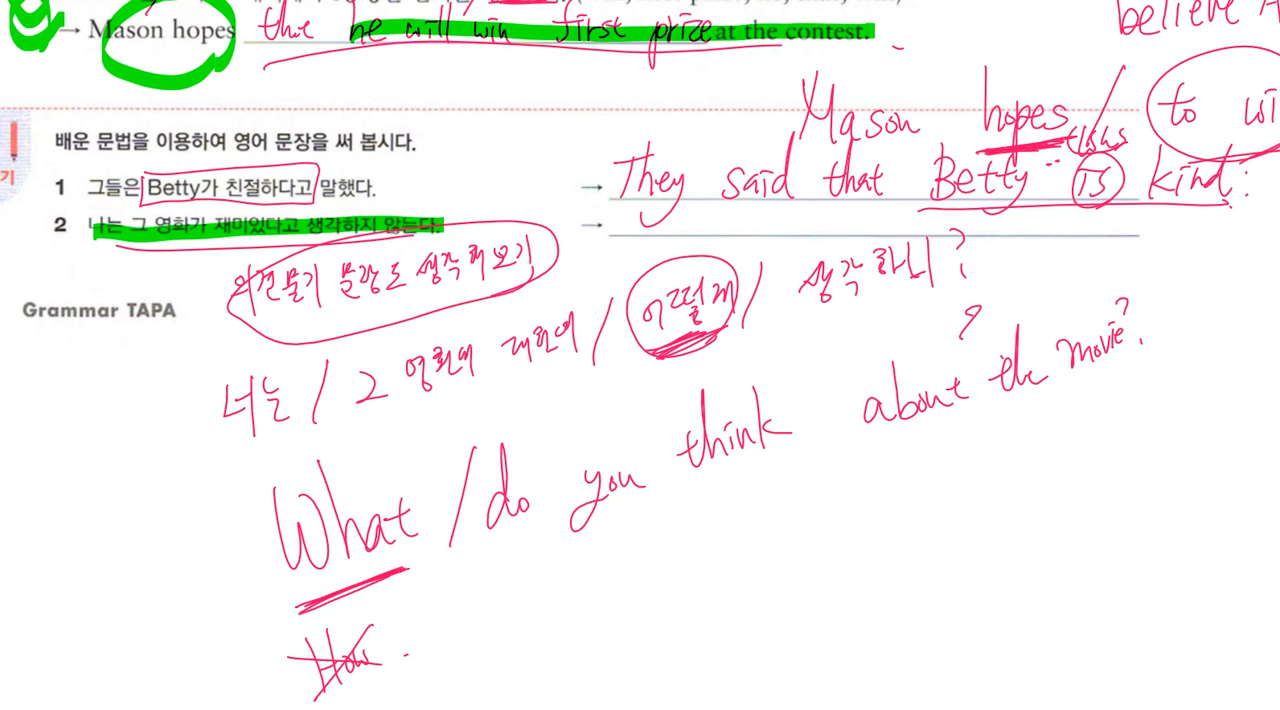 → Mason hopes that he will win first prize at the contest.
believe
Mason hopes / to wi
배운 문법을 이용하여 영어 문장을 써 봅시다.
기
1 그들은 Betty가 친절하다고 말했다. → They said that Betty is kind.
2 나는 그 영화가 재미있다고 생각하지 않는다. →
의견묻기 문장도 생각해보기
Grammar TAPA
너는 / 그 영화에 대하여 / 어떻게 / 생각하니?
What / do you think about the movie?
How